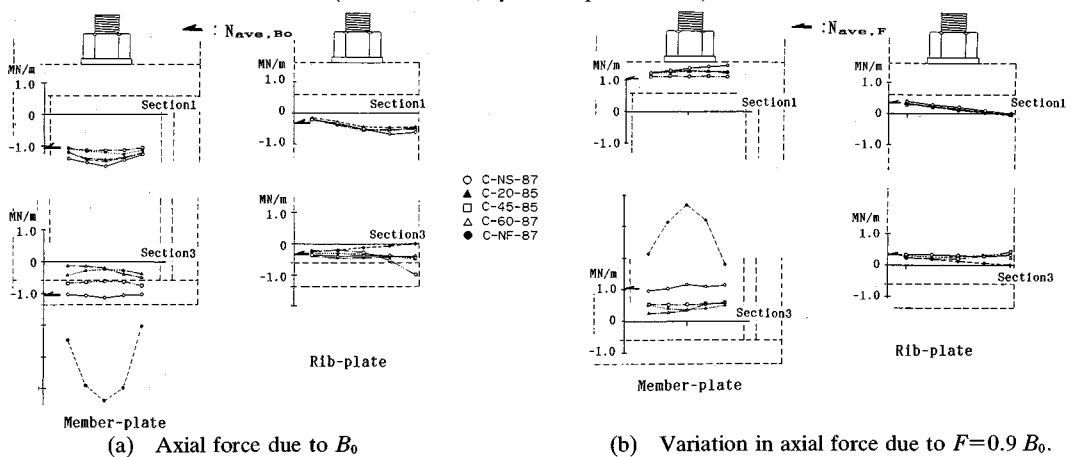 : Nave,Bo
MN/m
1.0
0
-1.0
Section1
1.0
0
-1.0
Section1
MN/m
1.0
0
-1.0
Section3
1.0
0
-1.0
Section3
Member-plate
Rib-plate
(a) Axial force due to B₀
○ C-NS-87
▲ C-20-85
□ C-45-85
△ C-60-87
● C-NF-87
: Nave,F
MN/m
1.0
0
-1.0
Section1
1.0
0
-1.0
Section1
MN/m
1.0
0
-1.0
Section3
MN/m
1.0
0
-1.0
Section3
Member-plate
Rib-plate
(b) Variation in axial force due to F=0.9 B₀.